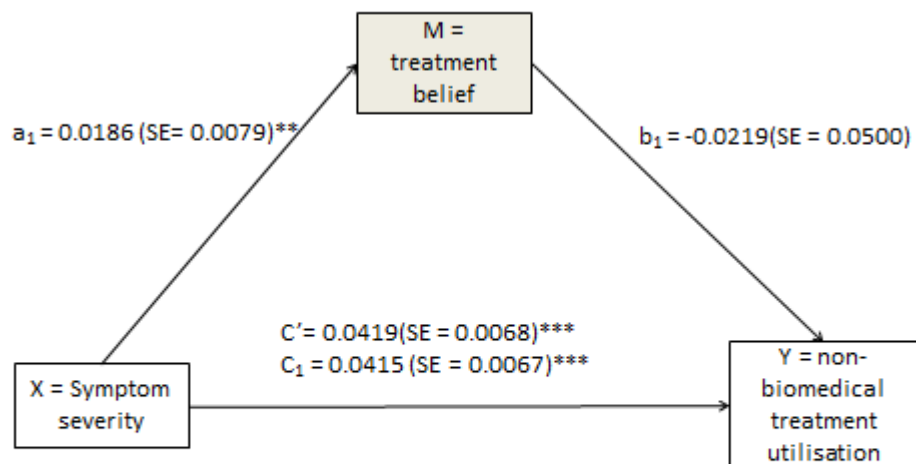 M =
treatment
belief
a₁ = 0.0186 (SE= 0.0079)**
b₁ = -0.0219(SE = 0.0500)
C'= 0.0419(SE = 0.0068)***
C₁ = 0.0415 (SE = 0.0067)***
X = Symptom
severity
Y = non-
biomedical
treatment
utilisation